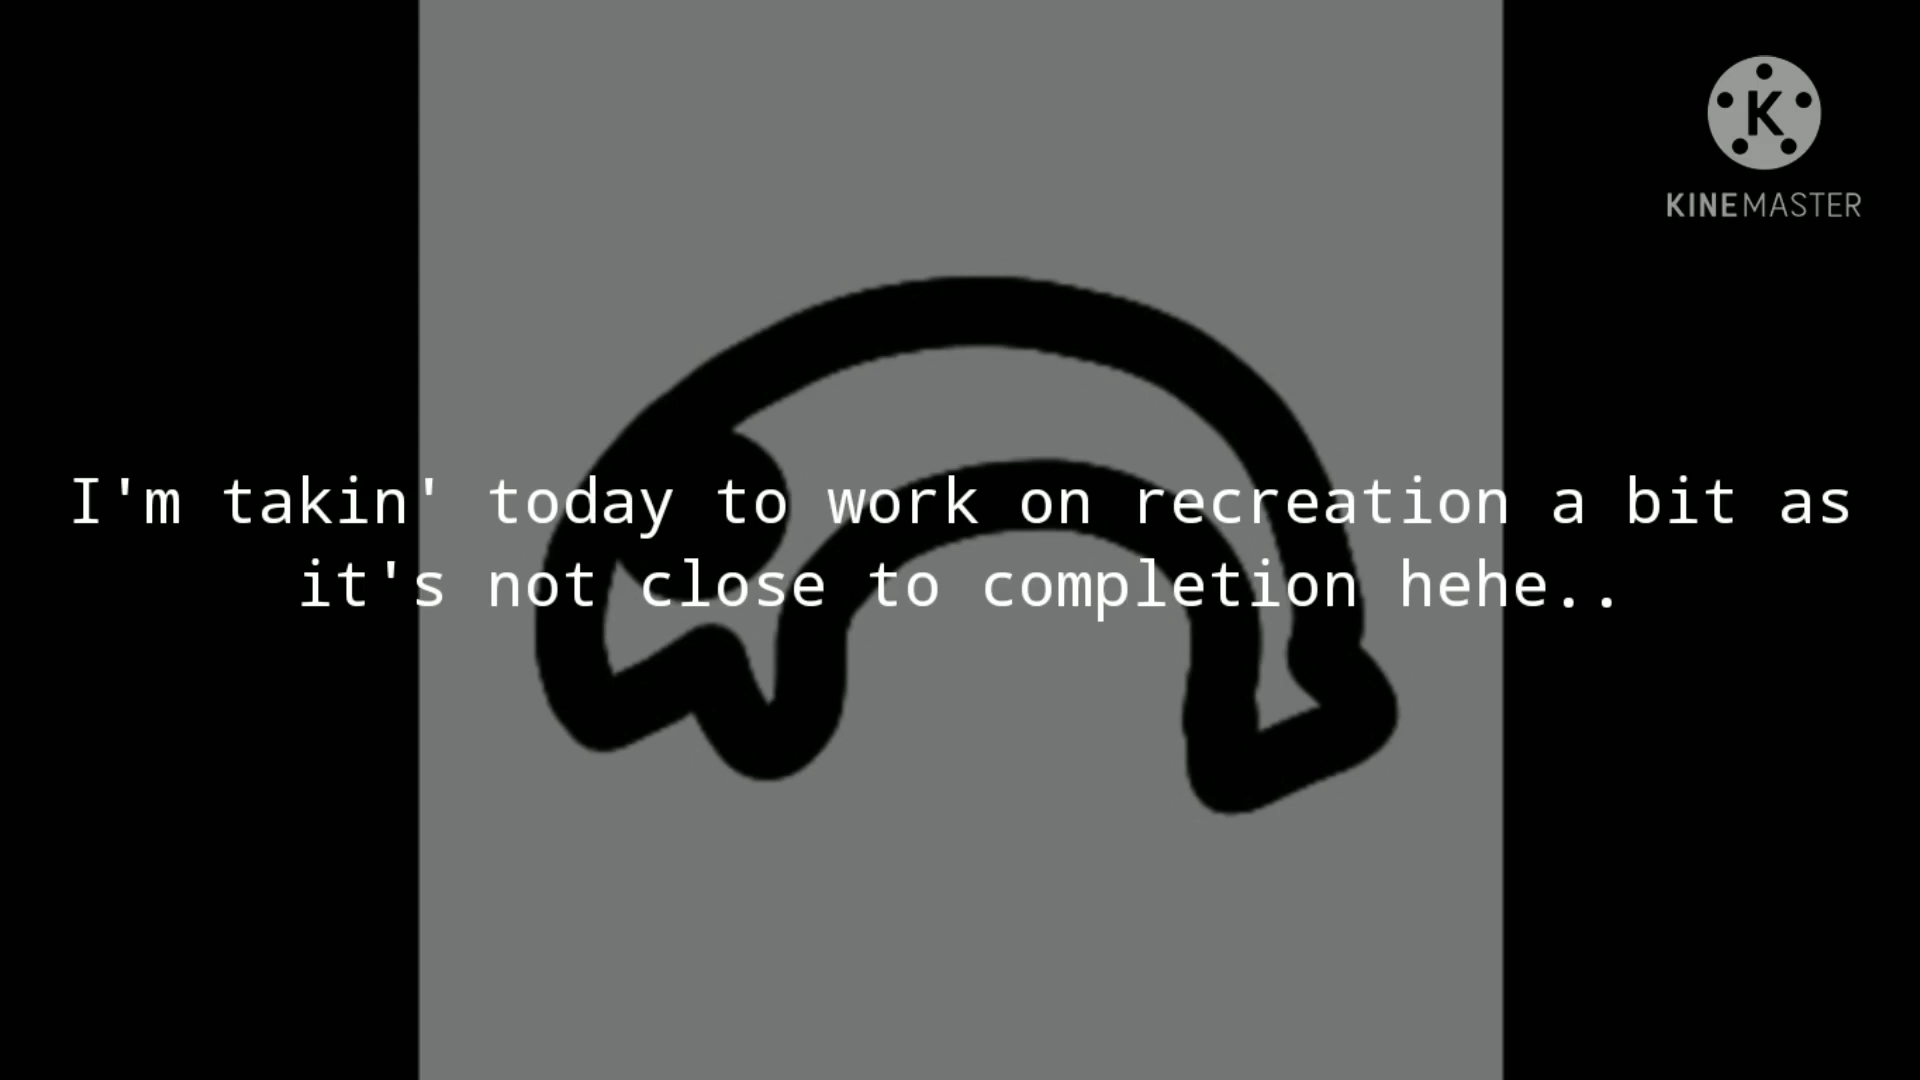 K
KINEMASTER
I'm takin' today to work on recreation a bit as
it's not close to completion hehe..